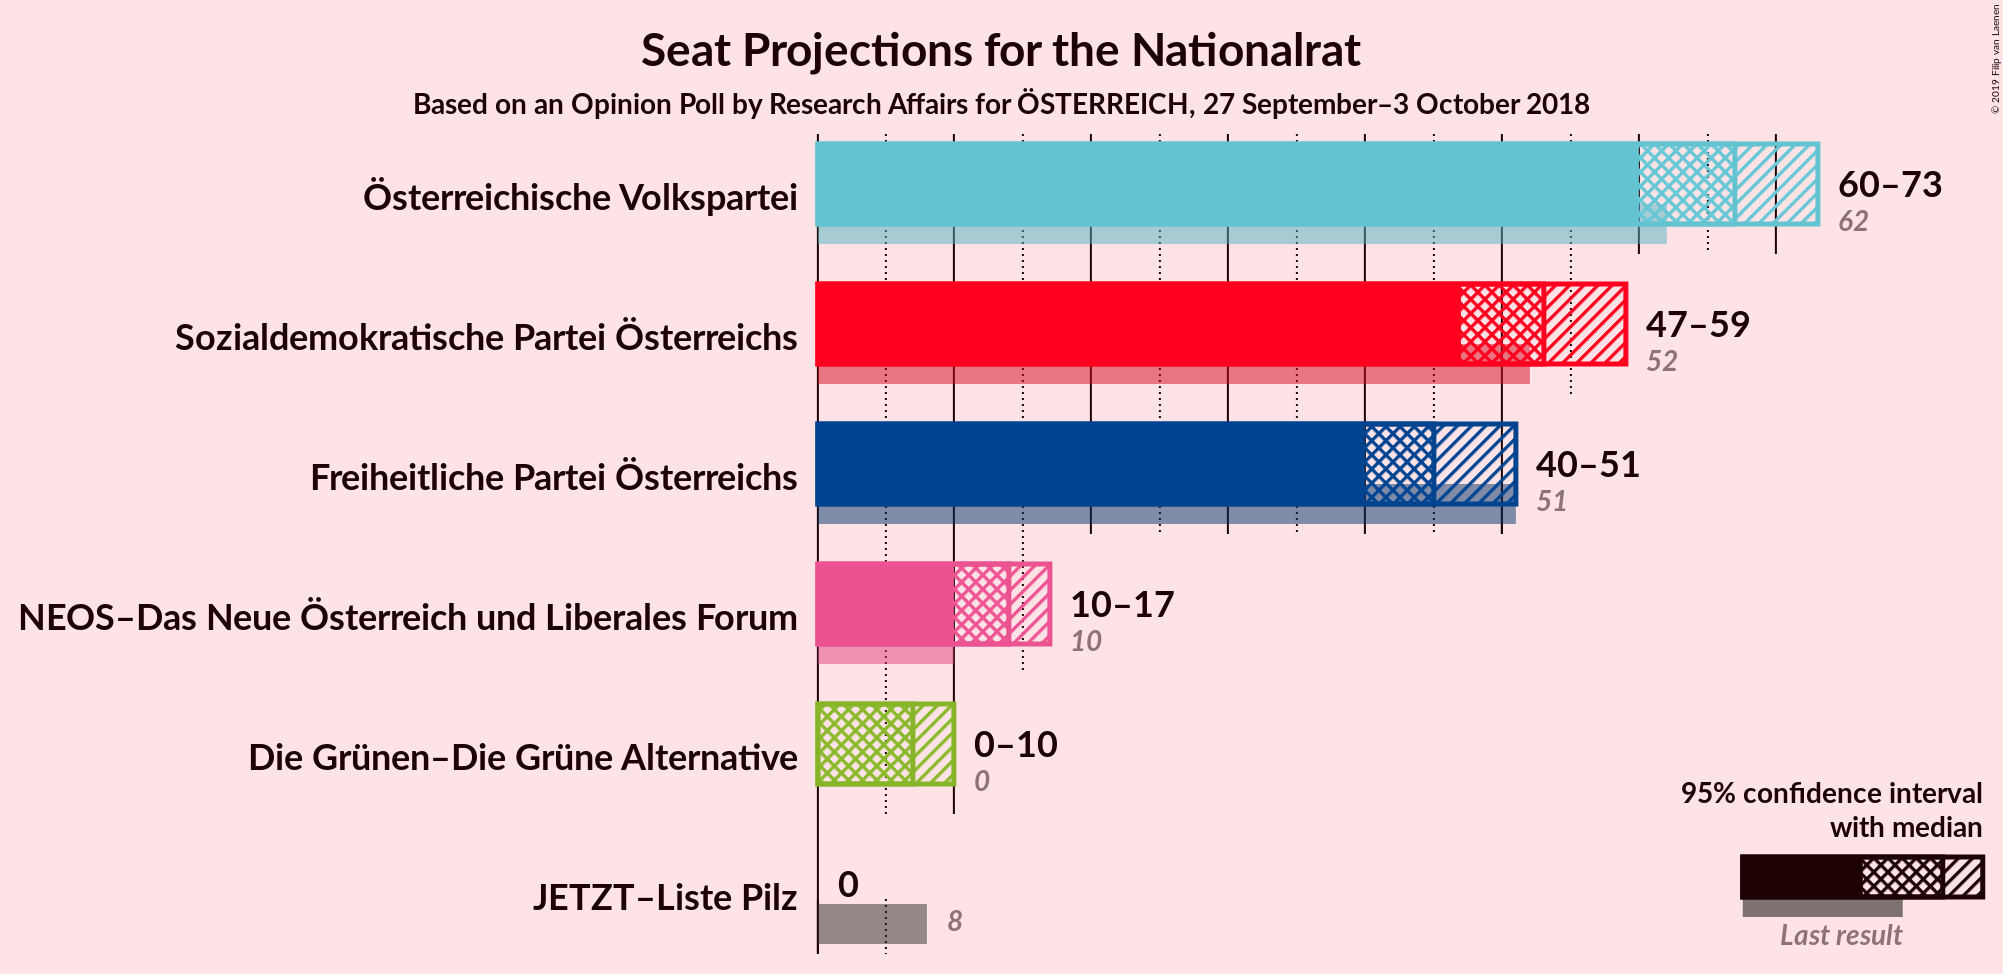 Seat Projections for the Nationalrat
Based on an Opinion Poll by Research Affairs for ÖSTERREICH, 27 September–3 October 2018
© 2019 Filip van Laenen
Österreichische Volkspartei
60–73
62
Sozialdemokratische Partei Österreichs
47–59
52
Freiheitliche Partei Österreichs
40–51
51
NEOS–Das Neue Österreich und Liberales Forum
10–17
10
Die Grünen–Die Grüne Alternative
0–10
0
JETZT–Liste Pilz
0
8
95% confidence interval
with median
Last result